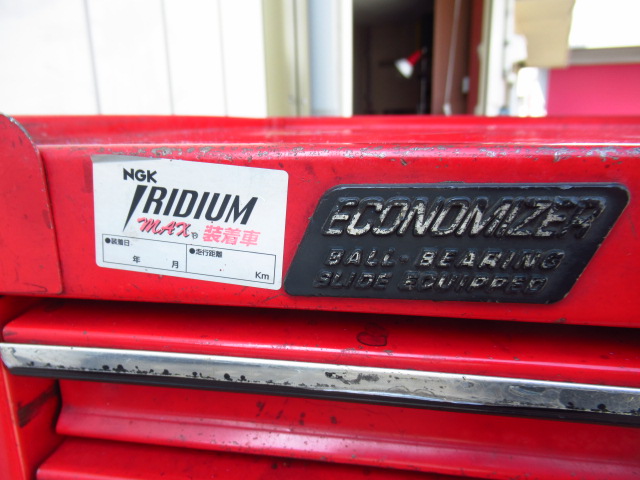 NGK
IRIDIUM
MAX 装着車
●装着日
年 月
●走行距離
Km
ECONOMIZER
BALL-BEARING
SLIDE EQUIPPED